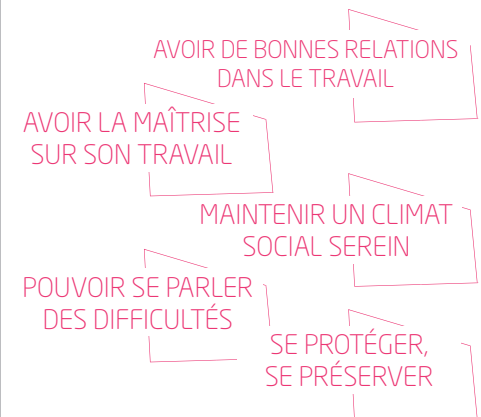 AVOIR DE BONNES RELATIONS
DANS LE TRAVAIL
AVOIR LA MAÎTRISE
SUR SON TRAVAIL
MAINTENIR UN CLIMAT
SOCIAL SEREIN
POUVOIR SE PARLER
DES DIFFICULTÉS
SE PROTÉGER,
SE PRÉSERVER